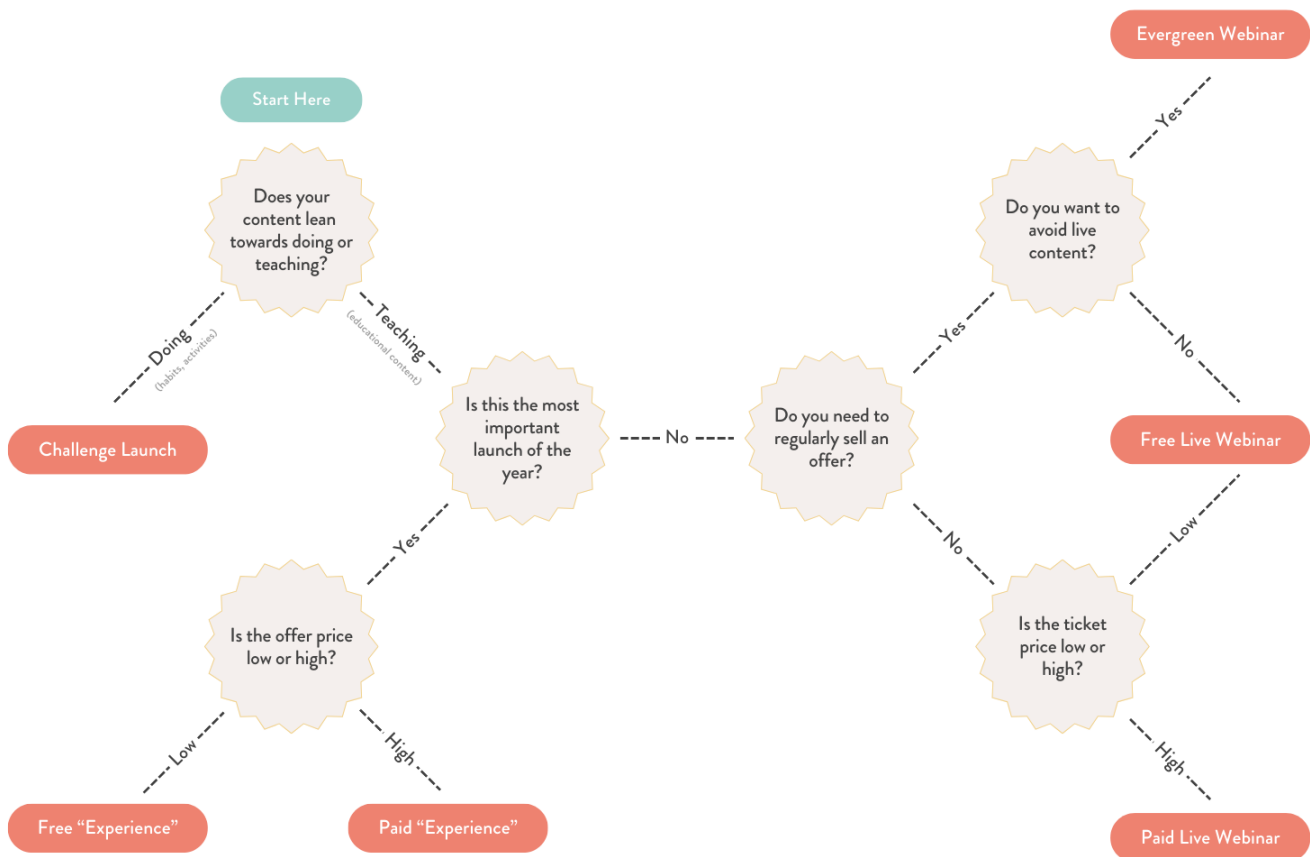 Start Here
Does your
content lean
towards doing or
teaching?
Doing
(habits, activities)
Teaching
(educational content)
Challenge Launch
Is this the most
important
launch of the
year?
Yes
Is the offer price
low or high?
Low
High
Free “Experience”
Paid “Experience”
No
Do you need to
regularly sell an
offer?
Yes
Do you want to
avoid live
content?
Yes
Evergreen Webinar
No
Free Live Webinar
No
Is the ticket
price low or
high?
Low
High
Paid Live Webinar